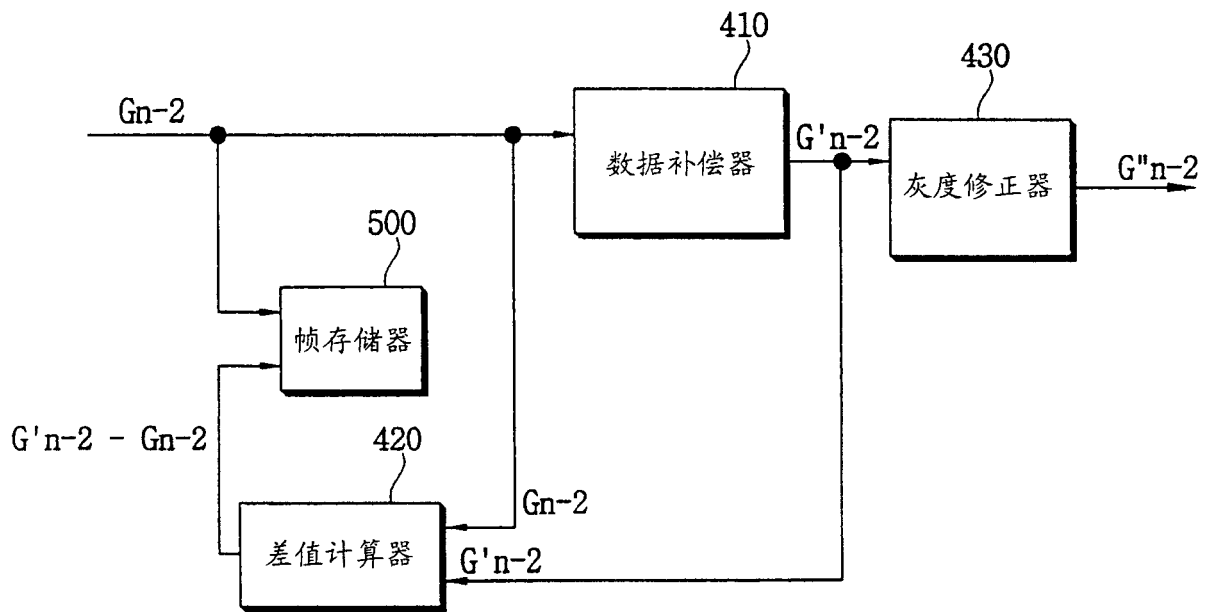 410
430
Gn-2
数据补偿器
G'n-2
灰度修正器
G"n-2
500
帧存储器
G'n-2 - Gn-2
420
Gn-2
差值计算器
G'n-2